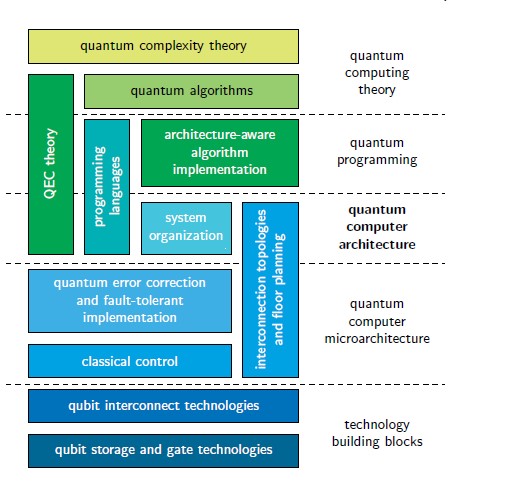 quantum complexity theory
quantum
computing
theory
quantum algorithms
QEC theory
programming
languages
architecture-aware
algorithm
implementation
quantum
programming
system
organization
interconnection topologies
and floor planning
quantum
computer
architecture
quantum error correction
and fault-tolerant
implementation
quantum
computer
microarchitecture
classical control
qubit interconnect technologies
technology
building blocks
qubit storage and gate technologies